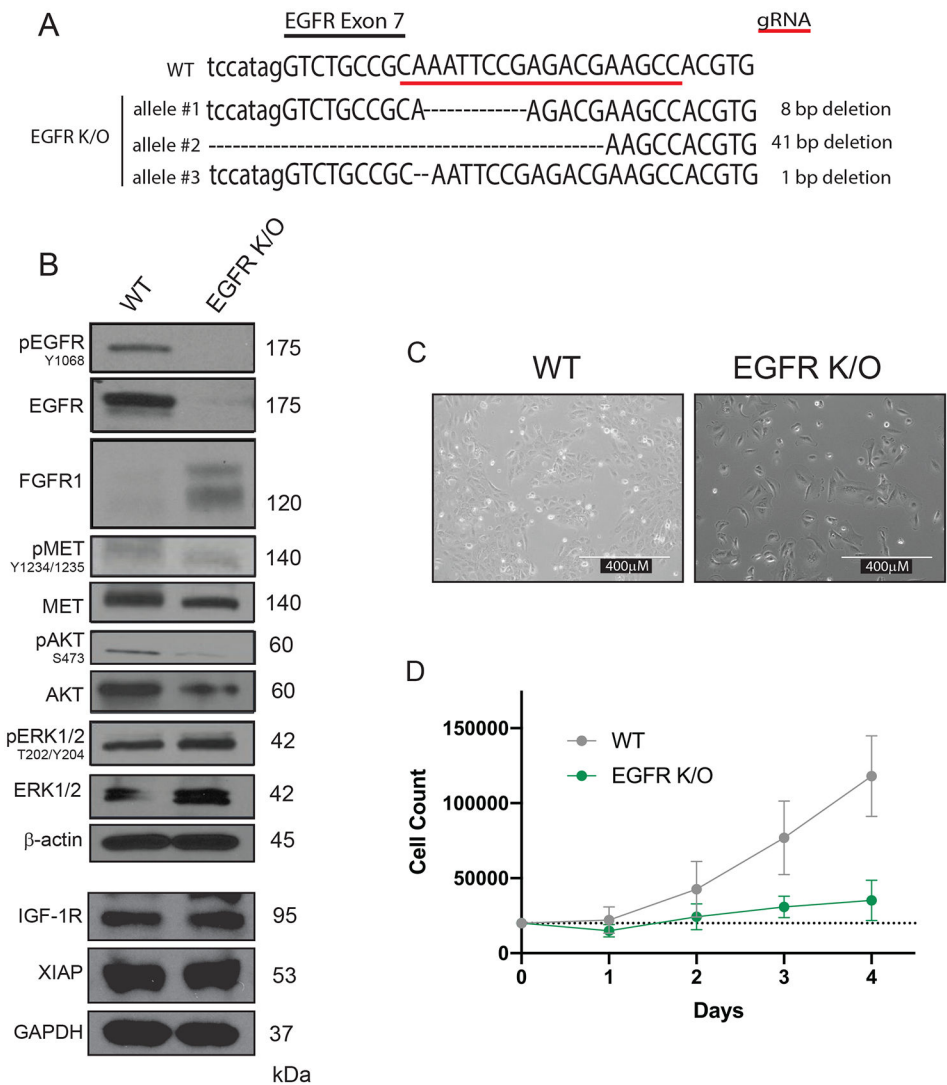 A
EGFR Exon 7
gRNA
WT tccatagGTCTGCCGCAAATTCCGAGACGAAGCCACGTG
EGFR K/O
allele #1 tccatagGTCTGCCGCA-------------AGACGAAGCCACGTG 8 bp deletion
allele #2 --------------------------------------------------AAGCCACGTG 41 bp deletion
allele #3 tccatagGTCTGCCGC--AATTCCGAGACGAAGCCACGTG 1 bp deletion
B
WT EGFR K/O
pEGFR 175
Y1068
EGFR 175
FGFR1 120
pMET 140
Y1234/1235
MET 140
pAKT 60
S473
AKT 60
pERK1/2 42
T202/Y204
ERK1/2 42
β-actin 45
IGF-1R 95
XIAP 53
GAPDH 37
kDa
C
WT EGFR K/O
400μM 400μM
D
150000
100000
50000
0
Cell Count
WT
EGFR K/O
0 1 2 3 4
Days